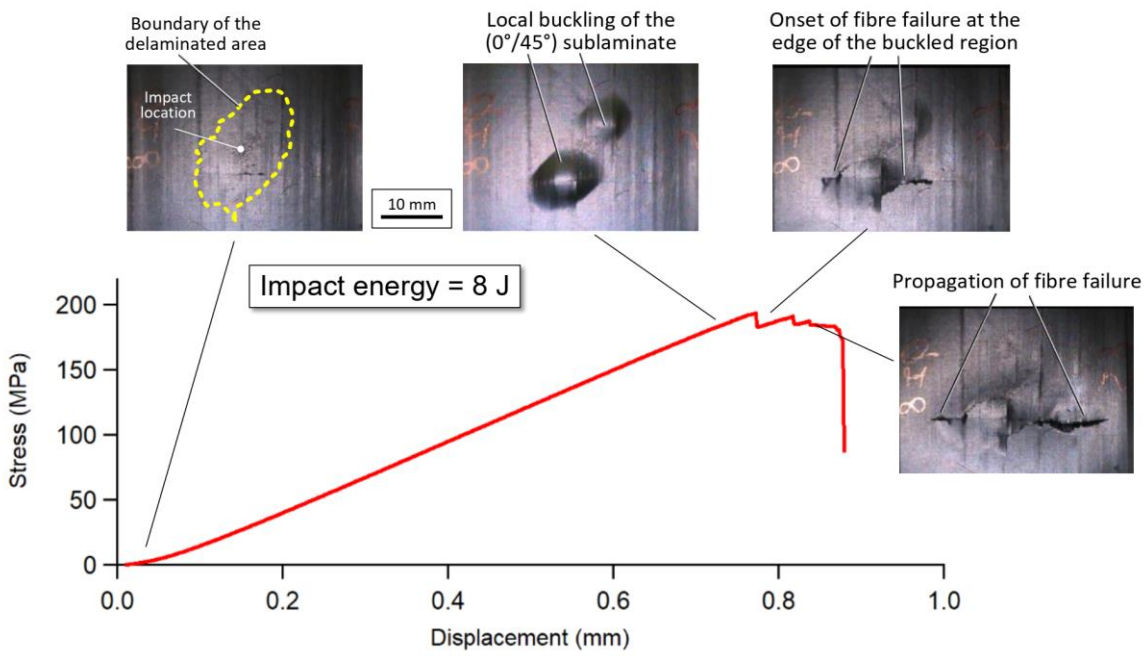 Boundary of the
delaminated area
Impact
location
10 mm
Local buckling of the
(0°/45°) sublaminate
Onset of fibre failure at the
edge of the buckled region
Impact energy = 8 J
Propagation of fibre failure
Stress (MPa)
200
150
100
50
0
0.0
0.2
0.4
0.6
0.8
1.0
Displacement (mm)